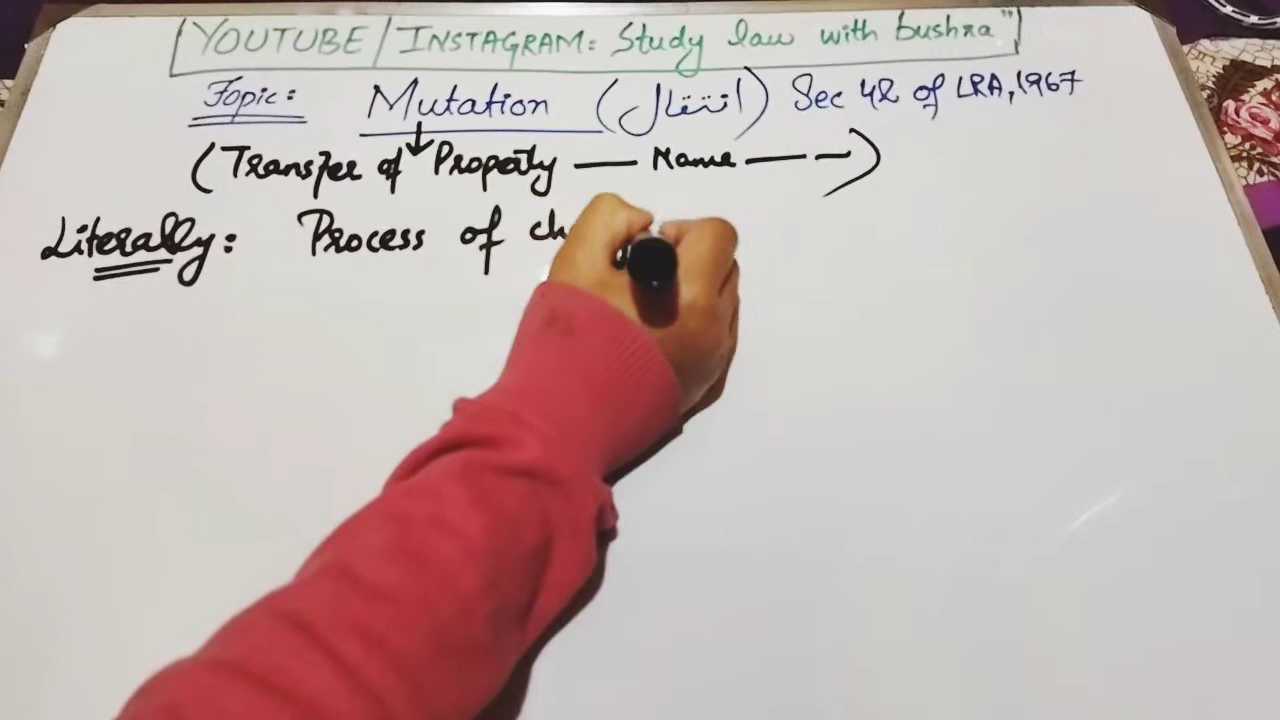 YOUTUBE/INSTAGRAM: Study law with bushra"
Topic: Mutation (انتقال) Sec 42 of LRA, 1967
(Transfer of Property — Name — –)
Literally: Process of ch